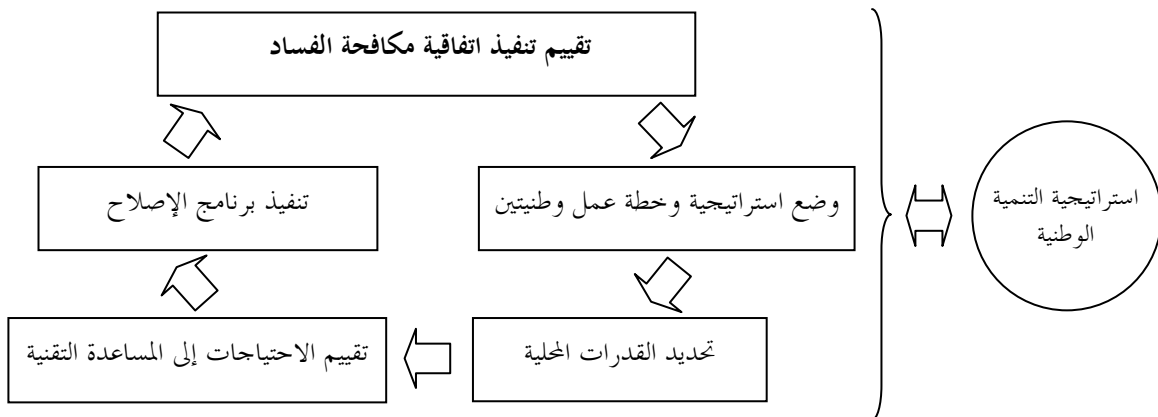 تقييم تنفيذ اتفاقية مكافحة الفساد
وضع استراتيجية وخطة عمل وطنيتين
تنفيذ برنامج الإصلاح
استراتيجية التنمية
الوطنية
تحديد القدرات المحلية
تقييم الاحتياجات إلى المساعدة التقنية